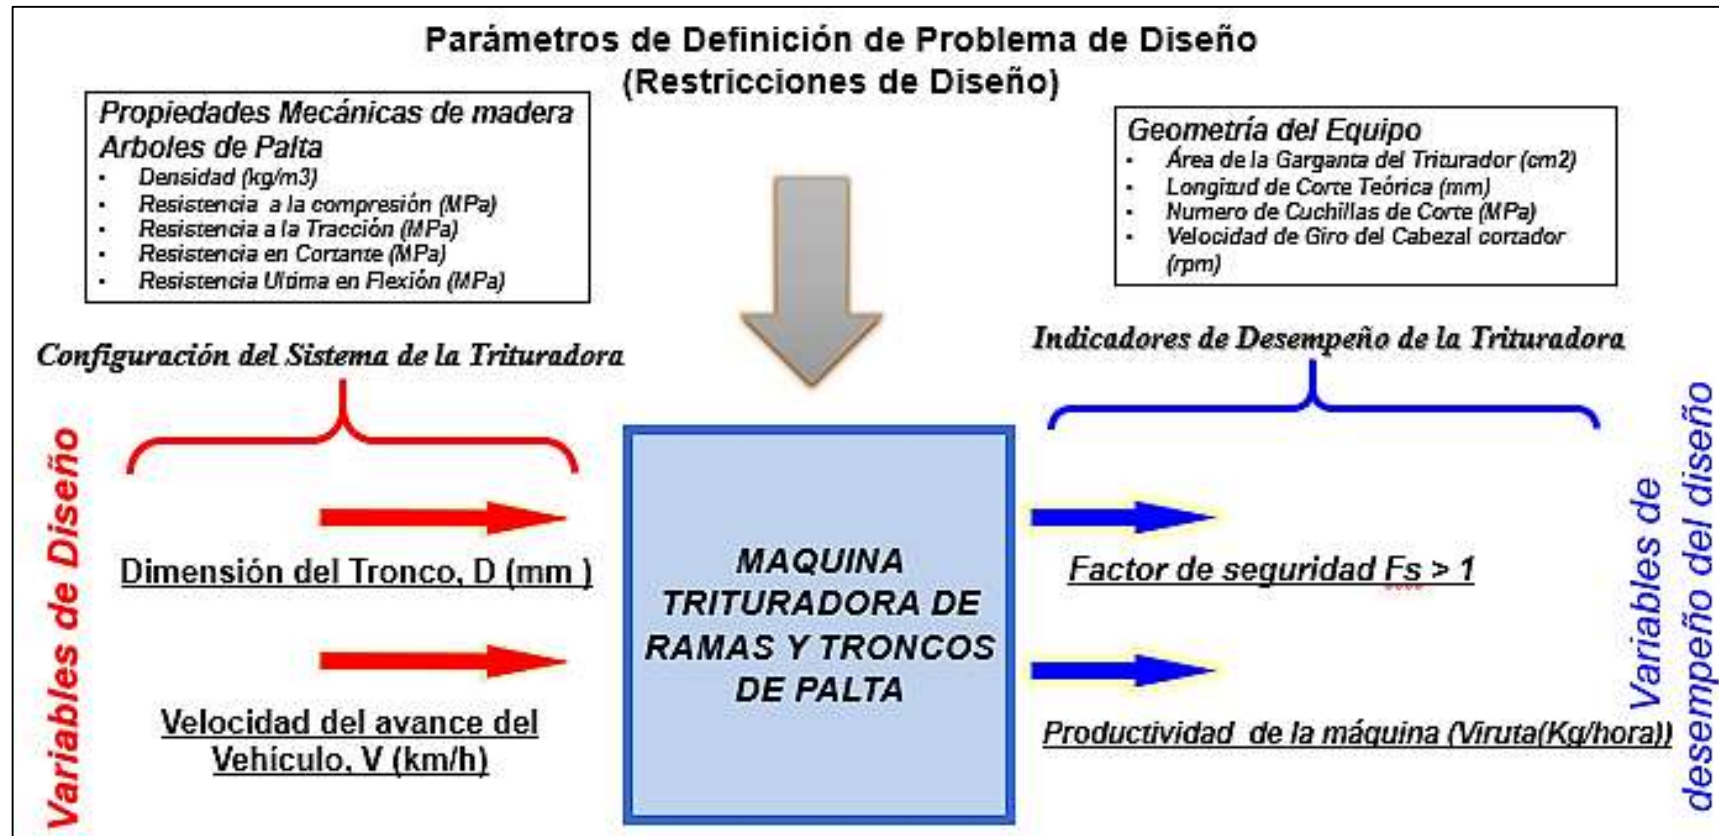 Parámetros de Definición de Problema de Diseño
(Restricciones de Diseño)
Propiedades Mecánicas de madera
Arboles de Palta
• Densidad (kg/m3)
• Resistencia a la compresión (MPa)
• Resistencia a la Tracción (MPa)
• Resistencia en Cortante (MPa)
• Resistencia Ultima en Flexión (MPa)
Geometría del Equipo
• Área de la Garganta del Triturador (cm2)
• Longitud de Corte Teórica (mm)
• Numero de Cuchillas de Corte (MPa)
• Velocidad de Giro del Cabezal cortador
(rpm)
Configuración del Sistema de la Trituradora
Indicadores de Desempeño de la Trituradora
Variables de Diseño
Dimensión del Tronco, D (mm )
Velocidad del avance del
Vehículo, V (km/h)
MAQUINA
TRITURADORA DE
RAMAS Y TRONCOS
DE PALTA
Factor de seguridad Fs > 1
Productividad de la máquina (Viruta(Kg/hora))
Variables de
desempeño del diseño